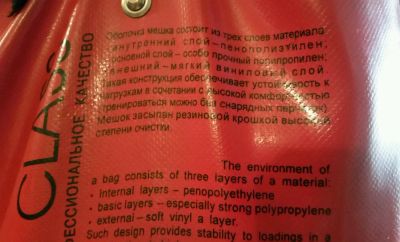 CLASS
ФЕССИОНАЛЬНОЕ КАЧЕСТВО
Оболочка мешка состоит из трех слоев материала
внутренний слой – пенополиэтилен,
основной слой – особо прочный полипропилен,
внешний – мягкий виниловый слой.
Такая конструкция обеспечивает устойчивость к
нагрузкам в сочетании с высокой комфортностью
(тренироваться можно без снарядных перчаток)
Мешок засыпан резиновой крошкой высокой
степени очистки.
The environment of
a bag consists of three layers of a material:
• Internal layers – penopolyethylene
• basic layers – especially strong polypropylene
• external – soft vinyl a layer.
Such design provides stability to loadings in a